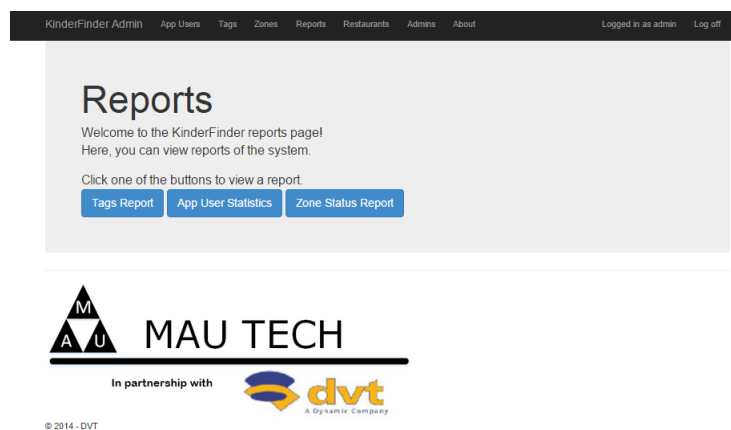 KinderFinder Admin App Users Tags Zones Reports Restaurants Admins About Logged in as admin Log off
Reports
Welcome to the KinderFinder reports page!
Here, you can view reports of the system.
Click one of the buttons to view a report.
Tags Report App User Statistics Zone Status Report
M
A U
MAU TECH
In partnership with
dvt
A Dynamic Company
© 2014 - DVT